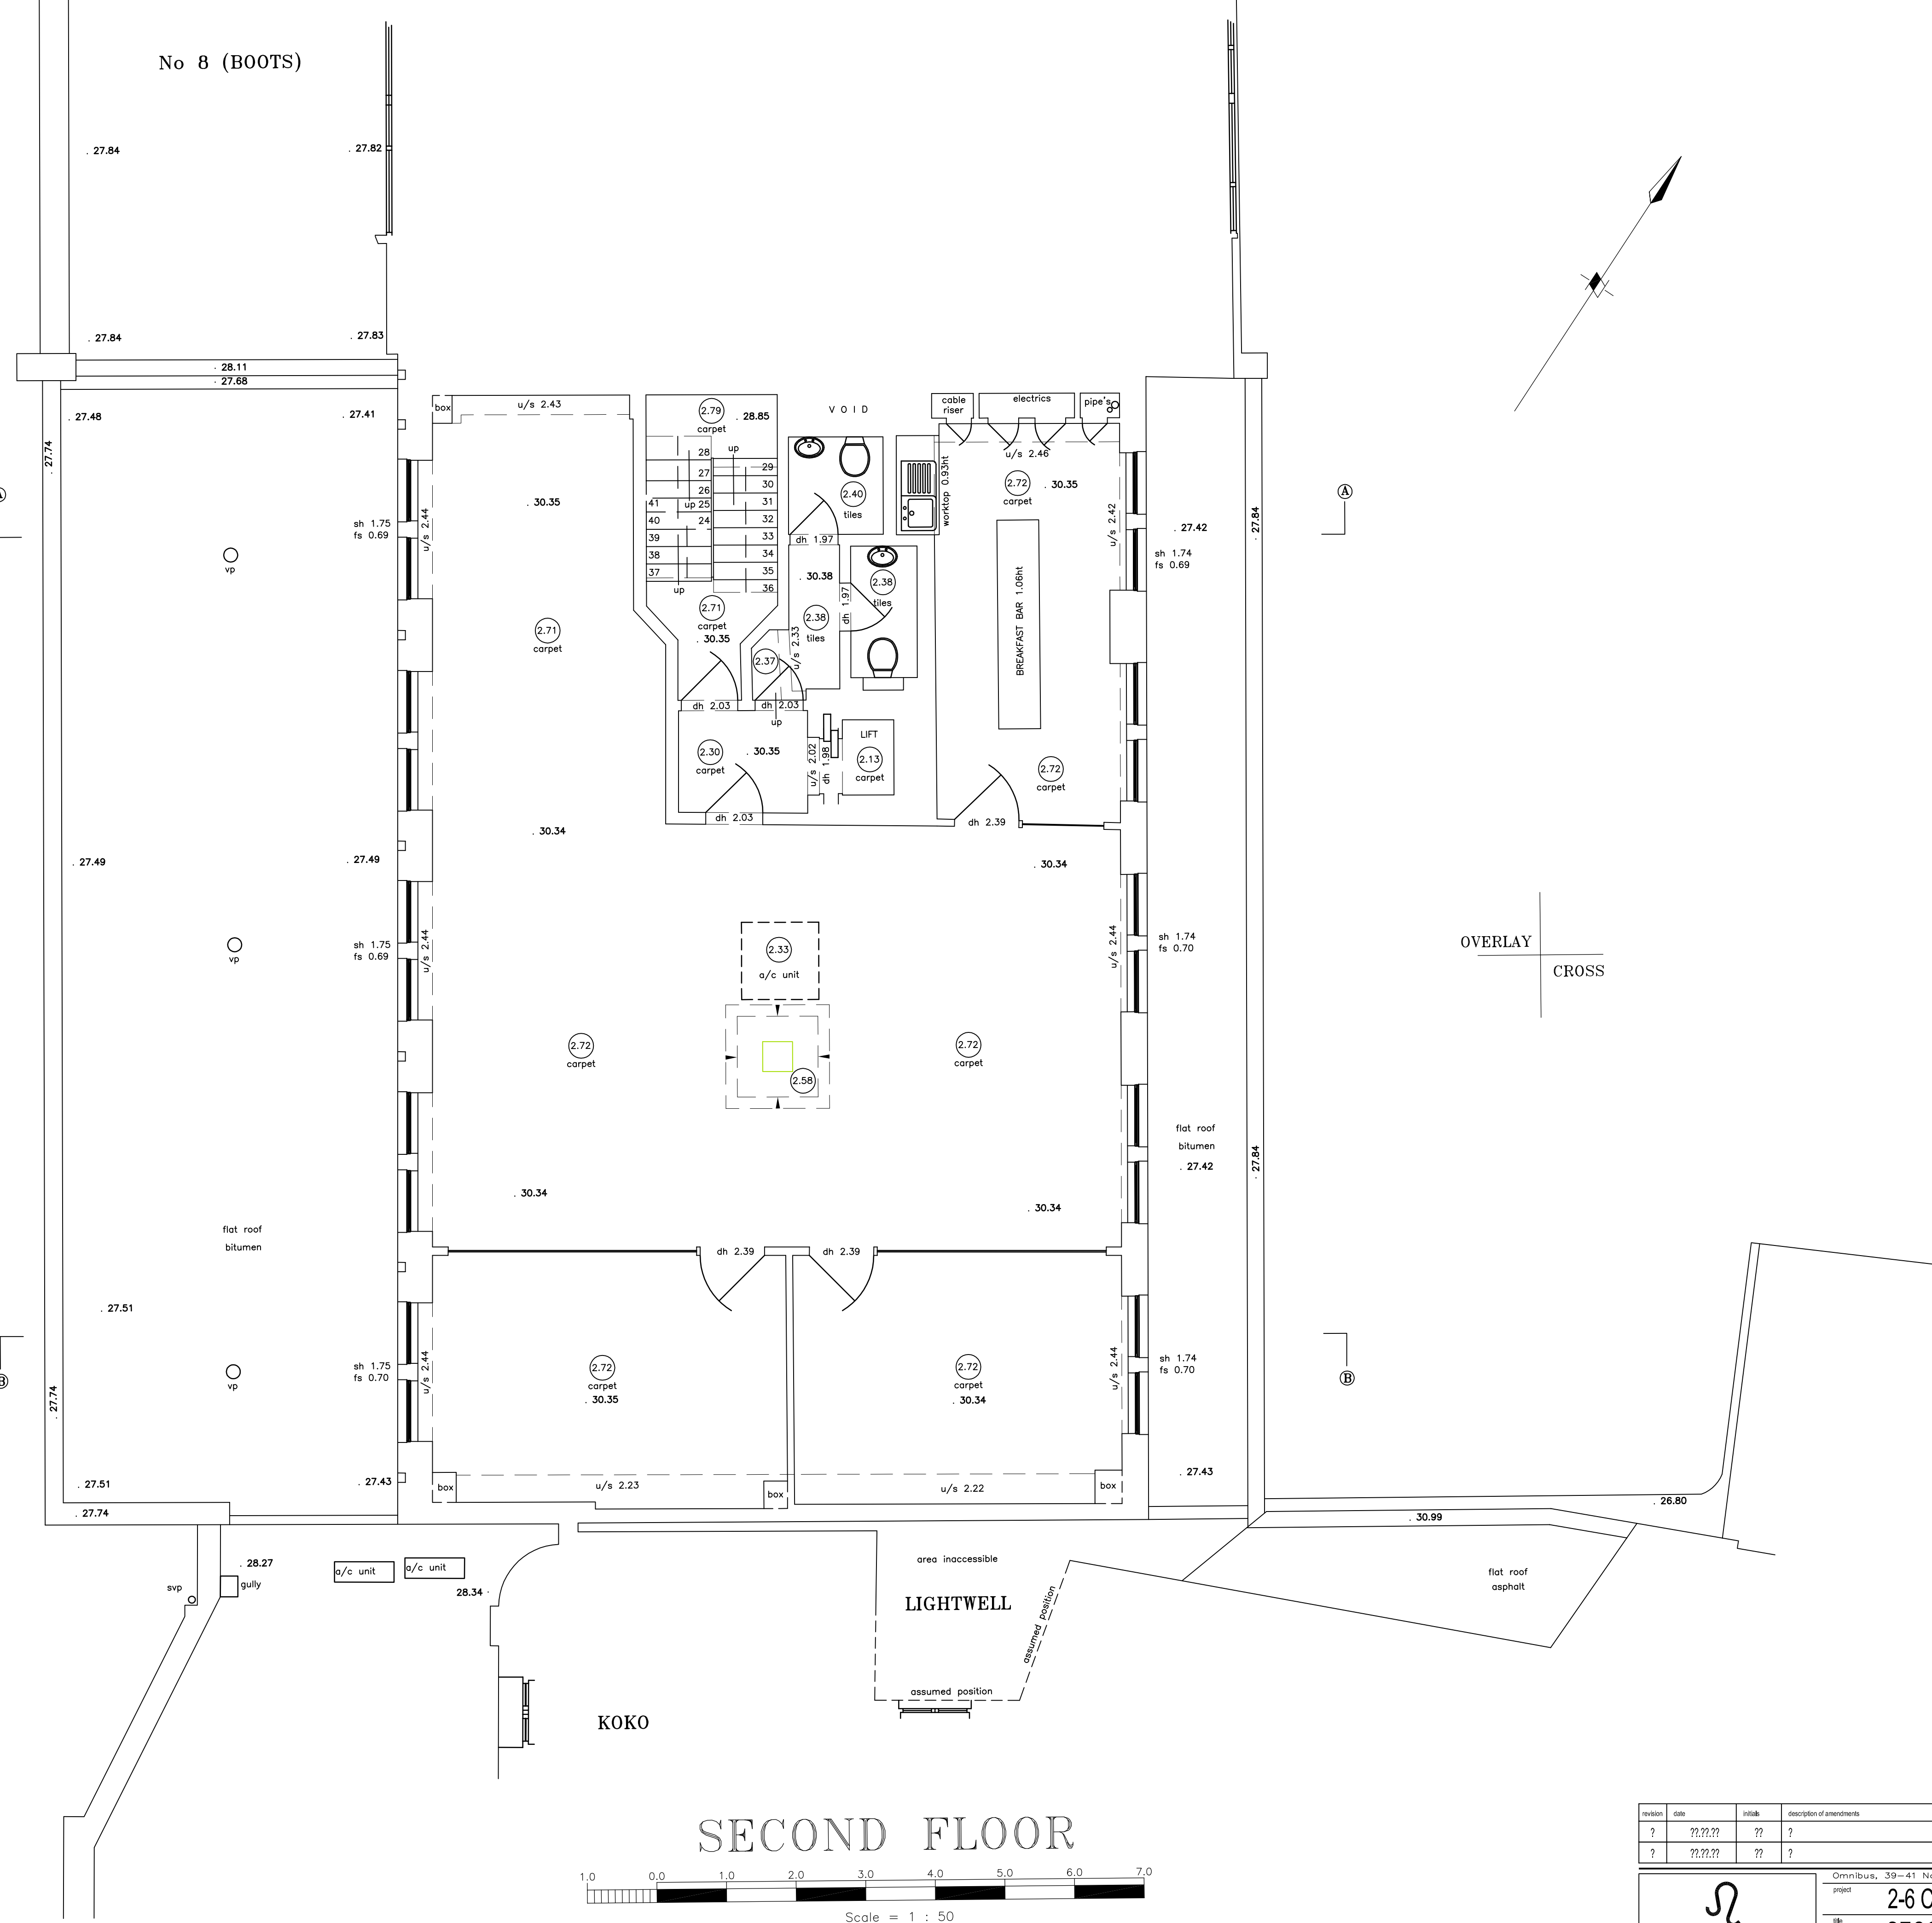 No 8 (BOOTS)
. 27.84
. 27.82
. 27.84
. 27.83
· 28.11
· 27.68
. 27.48
. 27.41
. 27.74
box
u/s 2.43
2.79
carpet
. 28.85
V O I D
cable
riser
electrics
pipe's
up
28
27
26
up 25
24
29
30
31
32
33
34
35
36
41
40
39
38
37
up
2.40
tiles
dh 1.97
worktop 0.93ht
u/s 2.46
2.72
carpet
. 30.35
. 30.35
A
sh 1.75
fs 0.69
u/s 2.44
vp
u/s 2.42
. 27.42
sh 1.74
fs 0.69
. 27.84
. 30.38
2.38
tiles
dh 1.97
2.38
tiles
BREAKFAST BAR 1.06ht
2.71
carpet
2.71
carpet
. 30.35
2.37
u/s 2.33
dh 2.03
dh 2.03
up
2.30
carpet
. 30.35
u/s 2.02
dh 1.98
LIFT
2.13
carpet
2.72
carpet
dh 2.03
dh 2.39
. 30.34
. 30.34
. 27.49
. 27.49
sh 1.75
fs 0.69
u/s 2.44
vp
2.33
a/c unit
u/s 2.44
sh 1.74
fs 0.70
OVERLAY
CROSS
2.72
carpet
2.58
2.72
carpet
flat roof
bitumen
. 27.42
. 27.84
. 30.34
. 30.34
flat roof
bitumen
dh 2.39
dh 2.39
. 27.51
sh 1.75
fs 0.70
u/s 2.44
vp
2.72
carpet
. 30.35
2.72
carpet
. 30.34
u/s 2.44
sh 1.74
fs 0.70
B
B
. 27.74
. 27.51
. 27.43
box
u/s 2.23
box
u/s 2.22
box
. 27.43
. 27.74
. 26.80
. 30.99
. 28.27
gully
svp
a/c unit
a/c unit
28.34 ·
area inaccessible
LIGHTWELL
assumed position
assumed position
flat roof
asphalt
KOKO
SECOND FLOOR
1.0 0.0 1.0 2.0 3.0 4.0 5.0 6.0 7.0
Scale = 1 : 50
revision date initials description of amendments
? ??.??.?? ?? ?
? ??.??.?? ?? ?
Omnibus, 39-41 No
project
2-6 C
title